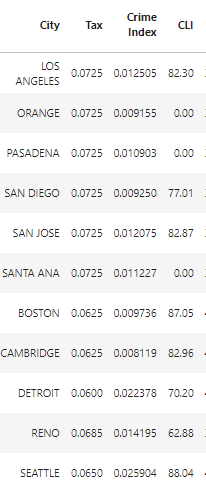 City Tax Crime Index CLI
LOS ANGELES 0.0725 0.012505 82.30
ORANGE 0.0725 0.009155 0.00
PASADENA 0.0725 0.010903 0.00
SAN DIEGO 0.0725 0.009250 77.01
SAN JOSE 0.0725 0.012075 82.87
SANTA ANA 0.0725 0.011227 0.00
BOSTON 0.0625 0.009736 87.05
CAMBRIDGE 0.0625 0.008119 82.96
DETROIT 0.0600 0.022378 70.20
RENO 0.0685 0.014195 62.88
SEATTLE 0.0650 0.025904 88.04